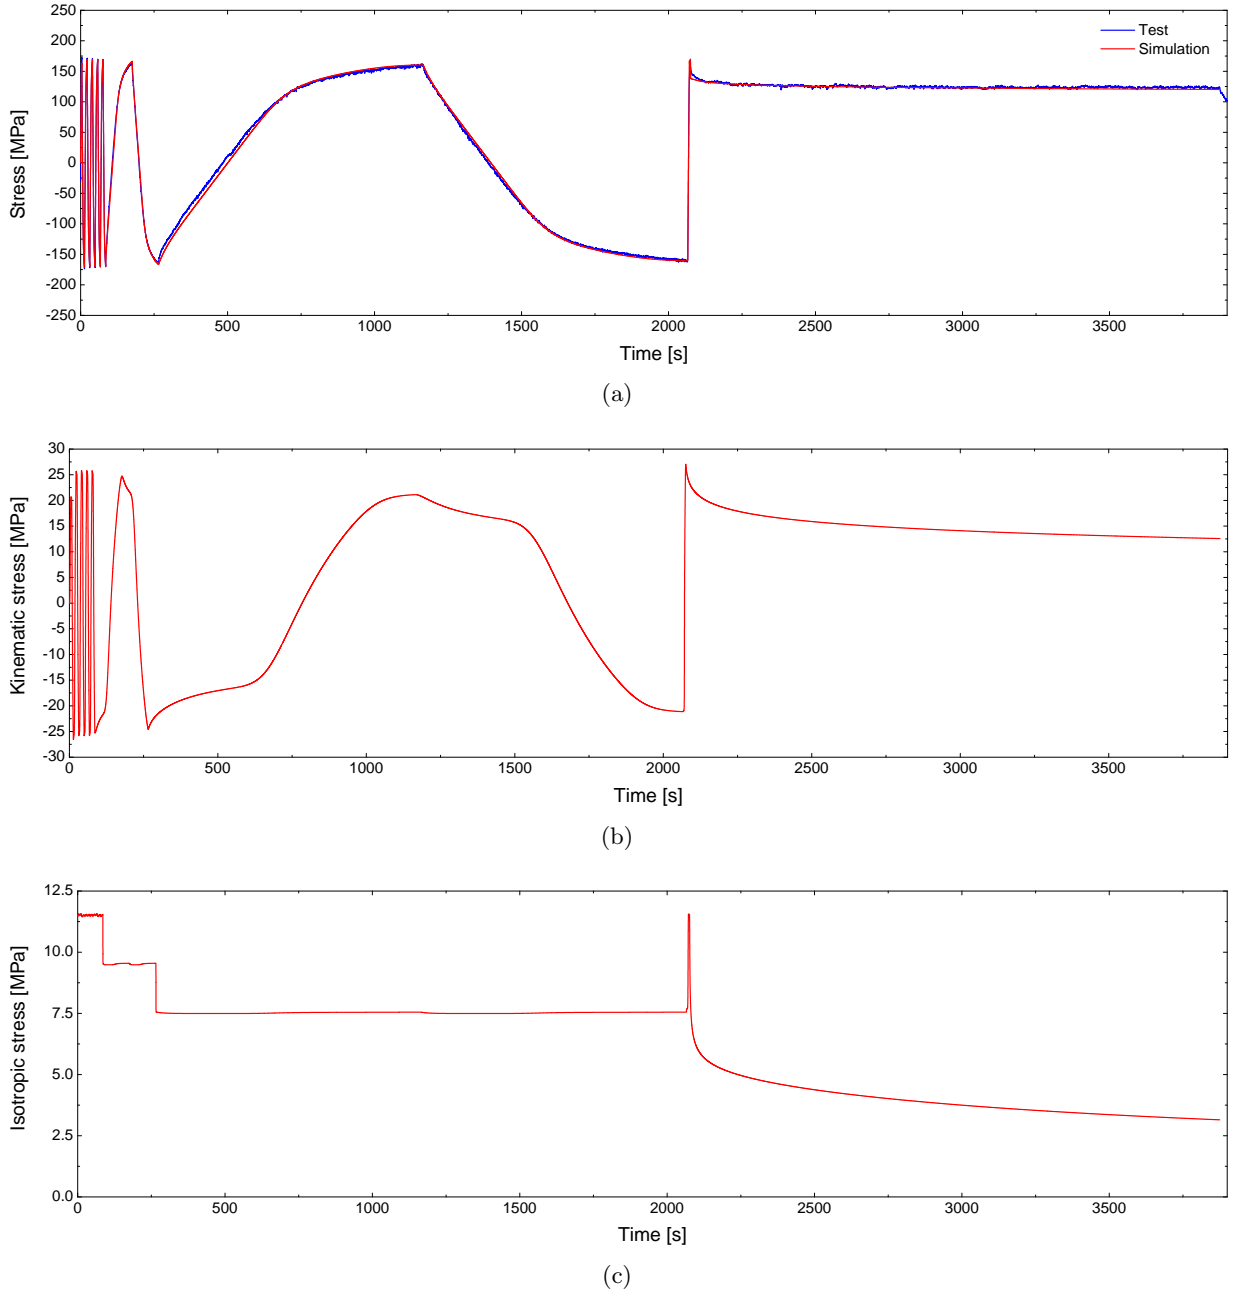 250
200
150
100
50
0
-50
-100
-150
-200
-250
Stress [MPa]
Test
Simulation
0 500 1000 1500 2000 2500 3000 3500
Time [s]
(a)
30
25
20
15
10
5
0
-5
-10
-15
-20
-25
-30
Kinematic stress [MPa]
0 500 1000 1500 2000 2500 3000 3500
Time [s]
(b)
12.5
10.0
7.5
5.0
2.5
0.0
Isotropic stress [MPa]
0 500 1000 1500 2000 2500 3000 3500
Time [s]
(c)